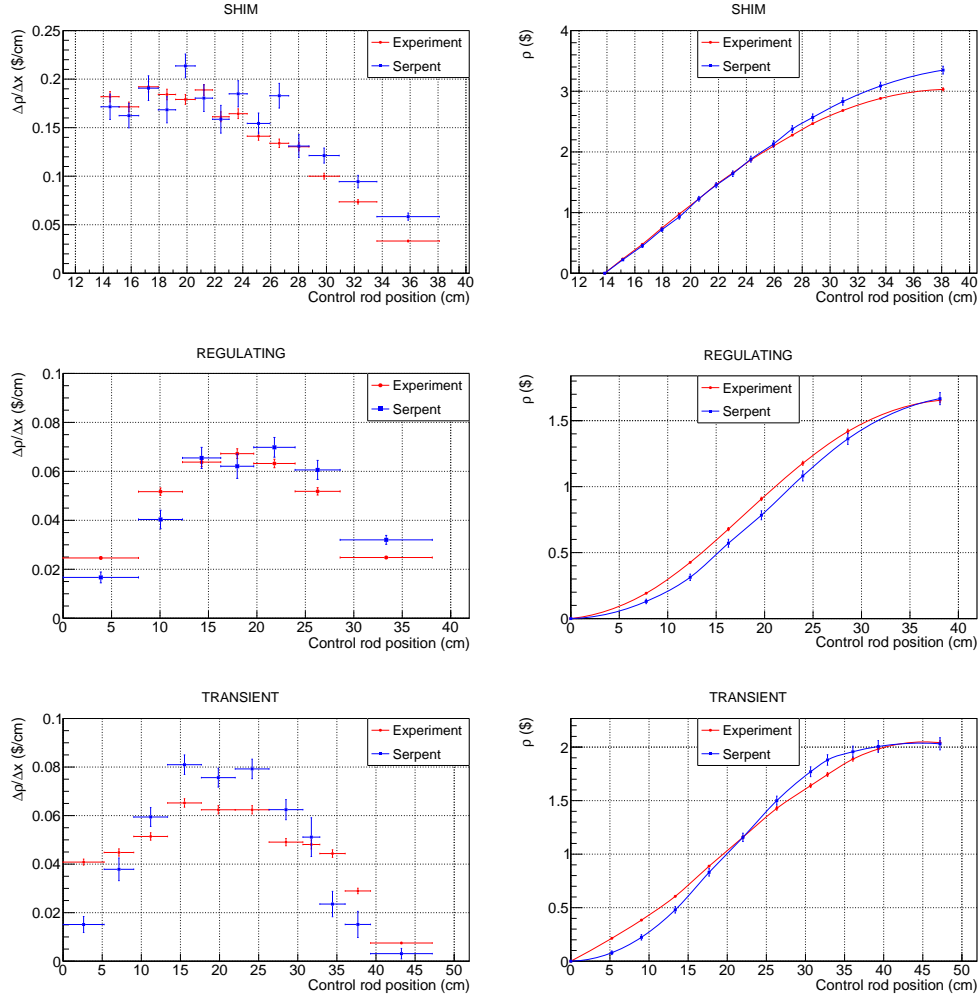 SHIM
Δρ/Δx ($/cm)
0.25
0.2
0.15
0.1
0.05
0
Experiment
Serpent
12 14 16 18 20 22 24 26 28 30 32 34 36 38 40
Control rod position (cm)
SHIM
ρ ($)
4
3
2
1
0
Experiment
Serpent
12 14 16 18 20 22 24 26 28 30 32 34 36 38 40
Control rod position (cm)
REGULATING
Δρ/Δx ($/cm)
0.1
0.08
0.06
0.04
0.02
0
Experiment
Serpent
0 5 10 15 20 25 30 35 40
Control rod position (cm)
REGULATING
ρ ($)
1.5
1
0.5
0
Experiment
Serpent
0 5 10 15 20 25 30 35 40
Control rod position (cm)
TRANSIENT
Δρ/Δx ($/cm)
0.1
0.08
0.06
0.04
0.02
0
Experiment
Serpent
0 5 10 15 20 25 30 35 40 45 50
Control rod position (cm)
TRANSIENT
ρ ($)
2
1.5
1
0.5
0
Experiment
Serpent
0 5 10 15 20 25 30 35 40 45 50
Control rod position (cm)